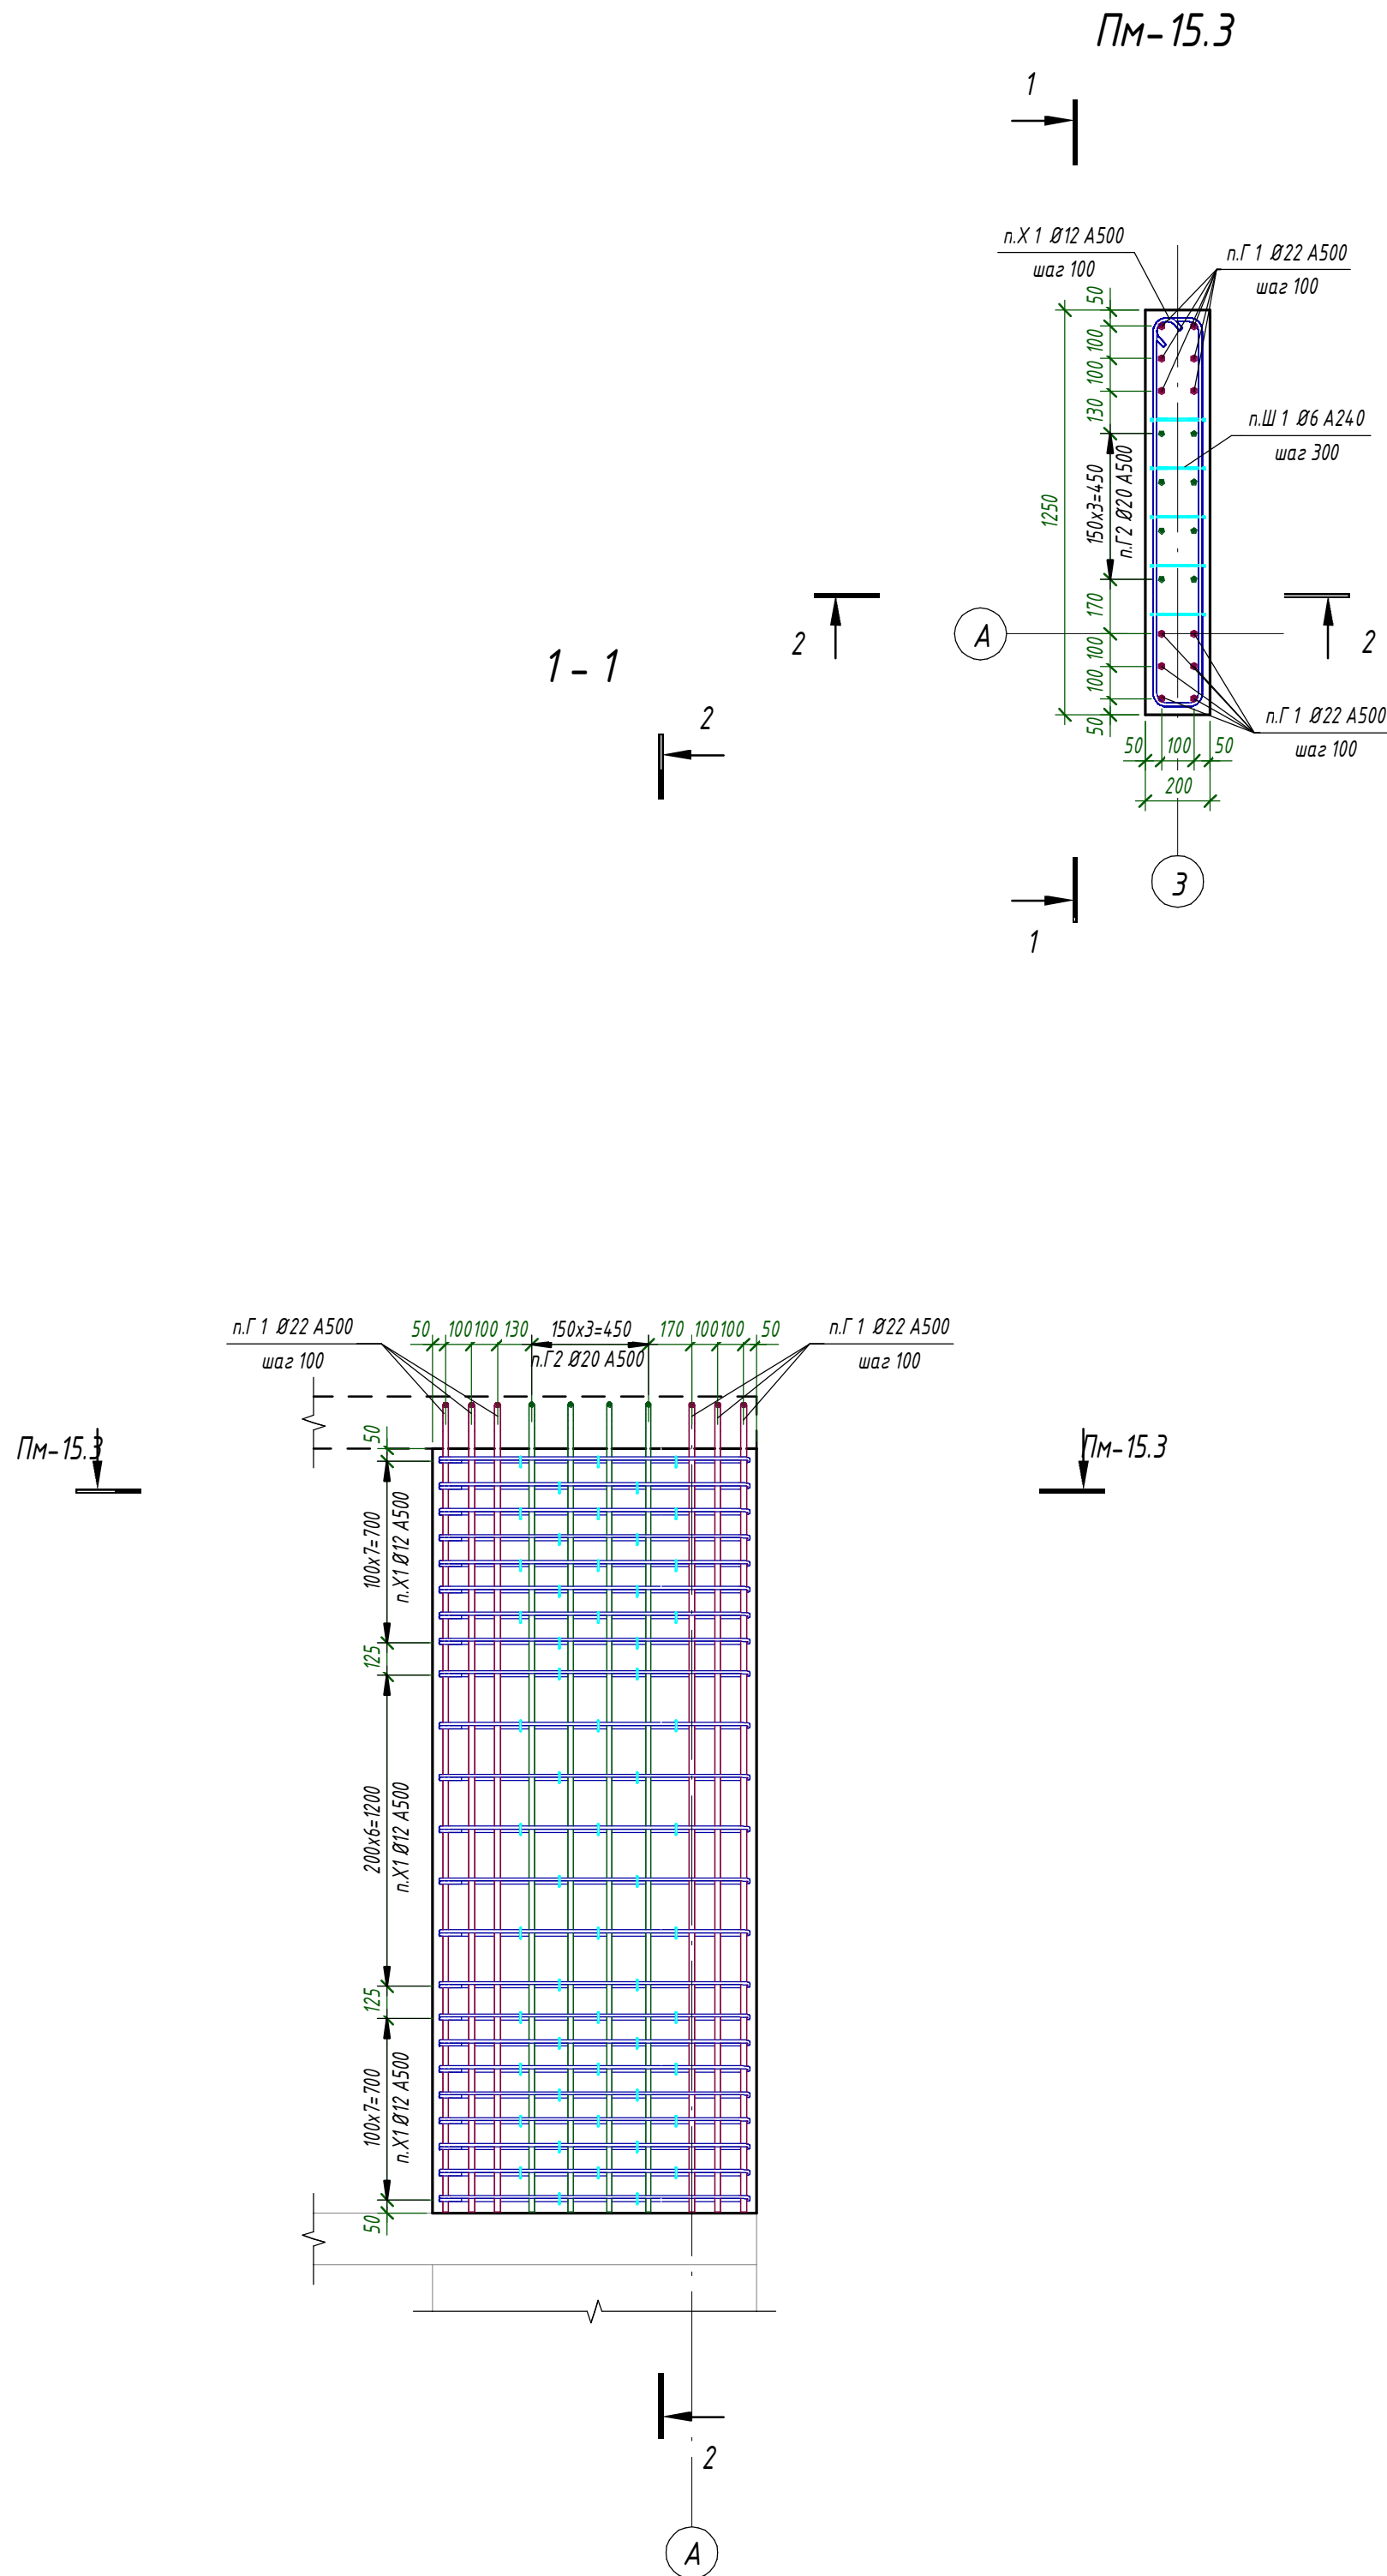 Пм-15.3
1
п.Х 1 Ø12 А500
шаг 100
п.Г 1 Ø22 А500
шаг 100
50
100
100
130
150х3=450
п.Г2 Ø20 А500
1250
п.Ш 1 Ø6 А240
шаг 300
170
100
100
50
2
2
А
п.Г 1 Ø22 А500
шаг 100
50
100
50
200
3
1
1 - 1
2
п.Г 1 Ø22 А500
шаг 100
50
100
100
130
150х3=450
п.Г2 Ø20 А500
170
100
100
50
п.Г 1 Ø22 А500
шаг 100
Пм-15.3
Пм-15.3
50
100х7=700
п.Х1 Ø12 А500
125
200х6=1200
п.Х1 Ø12 А500
125
100х7=700
п.Х1 Ø12 А500
50
2
А